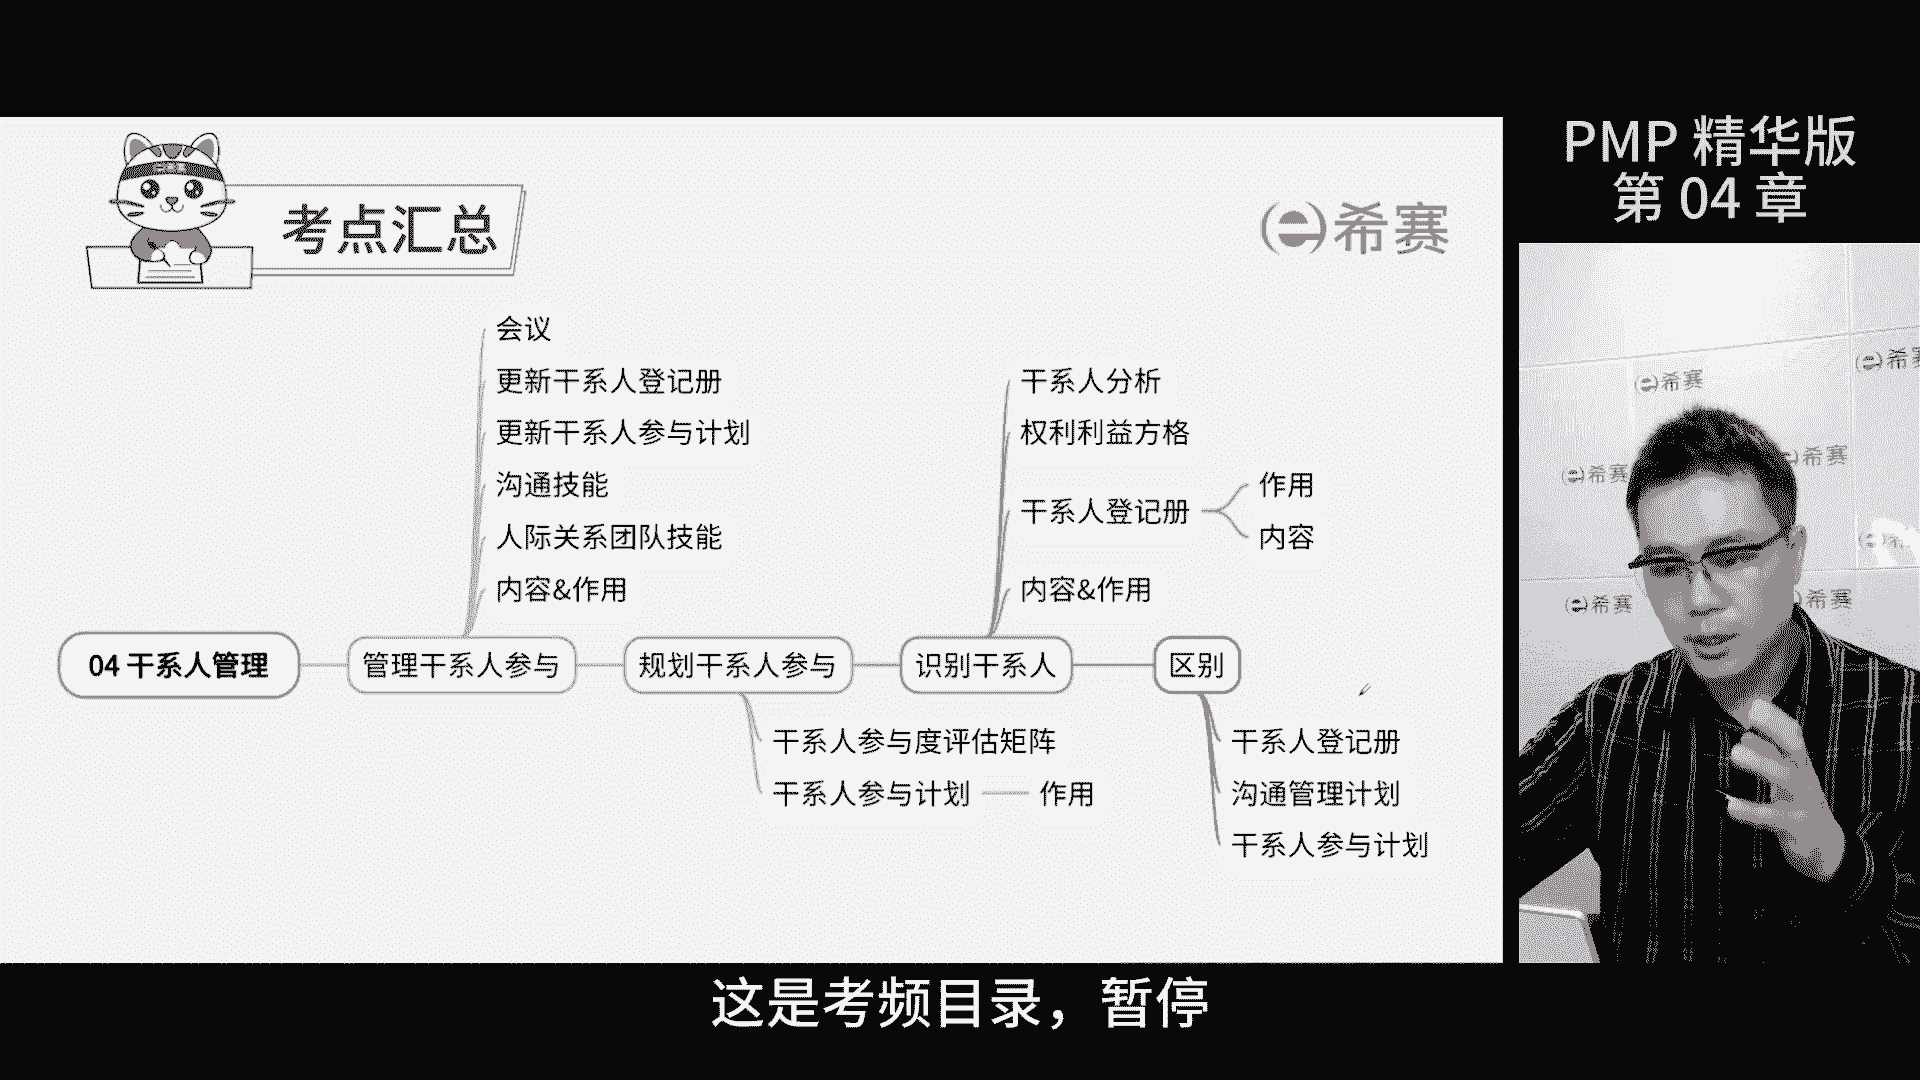 PMP 精华版
第 04 章
考点汇总
希赛
会议
更新干系人登记册
更新干系人参与计划
沟通技能
人际关系团队技能
内容&作用
干系人分析
权利利益方格
干系人登记册
作用
内容
内容&作用
04 干系人管理
管理干系人参与
规划干系人参与
识别干系人
区别
干系人参与度评估矩阵
干系人参与计划
作用
干系人登记册
沟通管理计划
干系人参与计划
希赛
希赛
希赛
希赛
希赛
希赛
这是考频目录，暂停